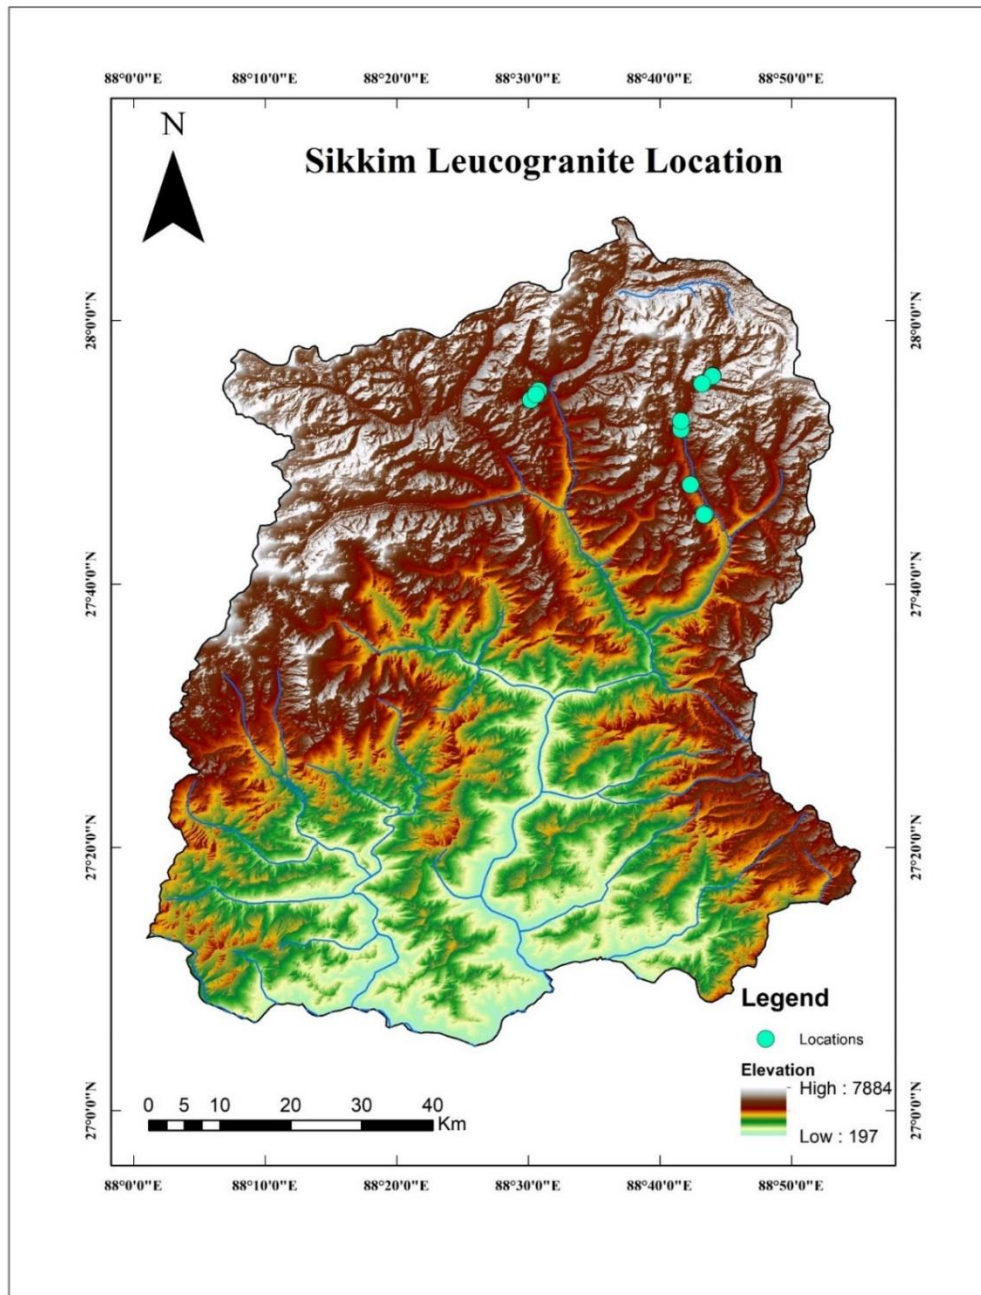 88°0'0"E 88°10'0"E 88°20'0"E 88°30'0"E 88°40'0"E 88°50'0"E
N
Sikkim Leucogranite Location
28°0'0"N 28°0'0"N
27°40'0"N 27°40'0"N
27°20'0"N 27°20'0"N
27°0'0"N 27°0'0"N
Legend
Locations
Elevation
High : 7884
Low : 197
0 5 10 20 30 40
Km
88°0'0"E 88°10'0"E 88°20'0"E 88°30'0"E 88°40'0"E 88°50'0"E